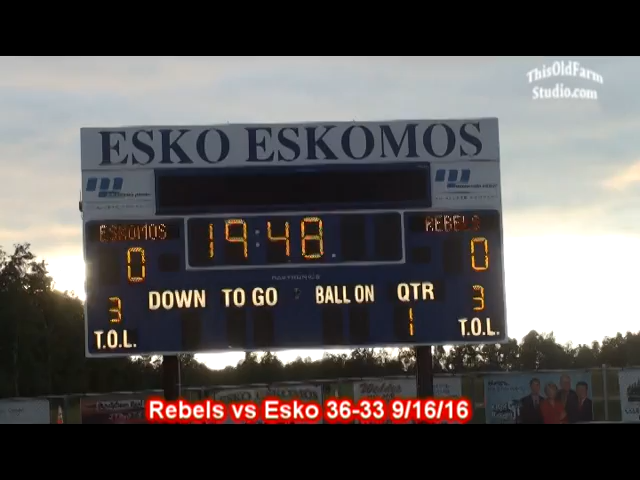 ThisOldFarm
Studio.com
ESKO ESKOMOS
ESKOMOS 19:48 REBELS
0 0
DOWN TO GO BALL ON QTR
3 1 3
T.O.L. T.O.L.
Rebels vs Esko 36-33 9/16/16